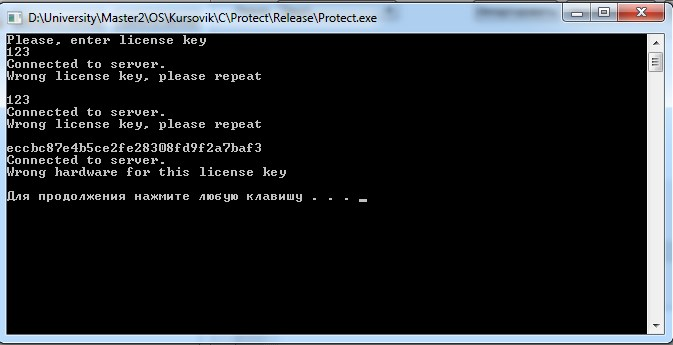 D:\University\Master2\OS\Kursovik\C\Protect\Release\Protect.exe
Please, enter license key
123
Connected to server.
Wrong license key, please repeat
123
Connected to server.
Wrong license key, please repeat
eccbc87e4b5ce2fe28308fd9f2a7baf3
Connected to server.
Wrong hardware for this license key
Для продолжения нажмите любую клавишу . . .